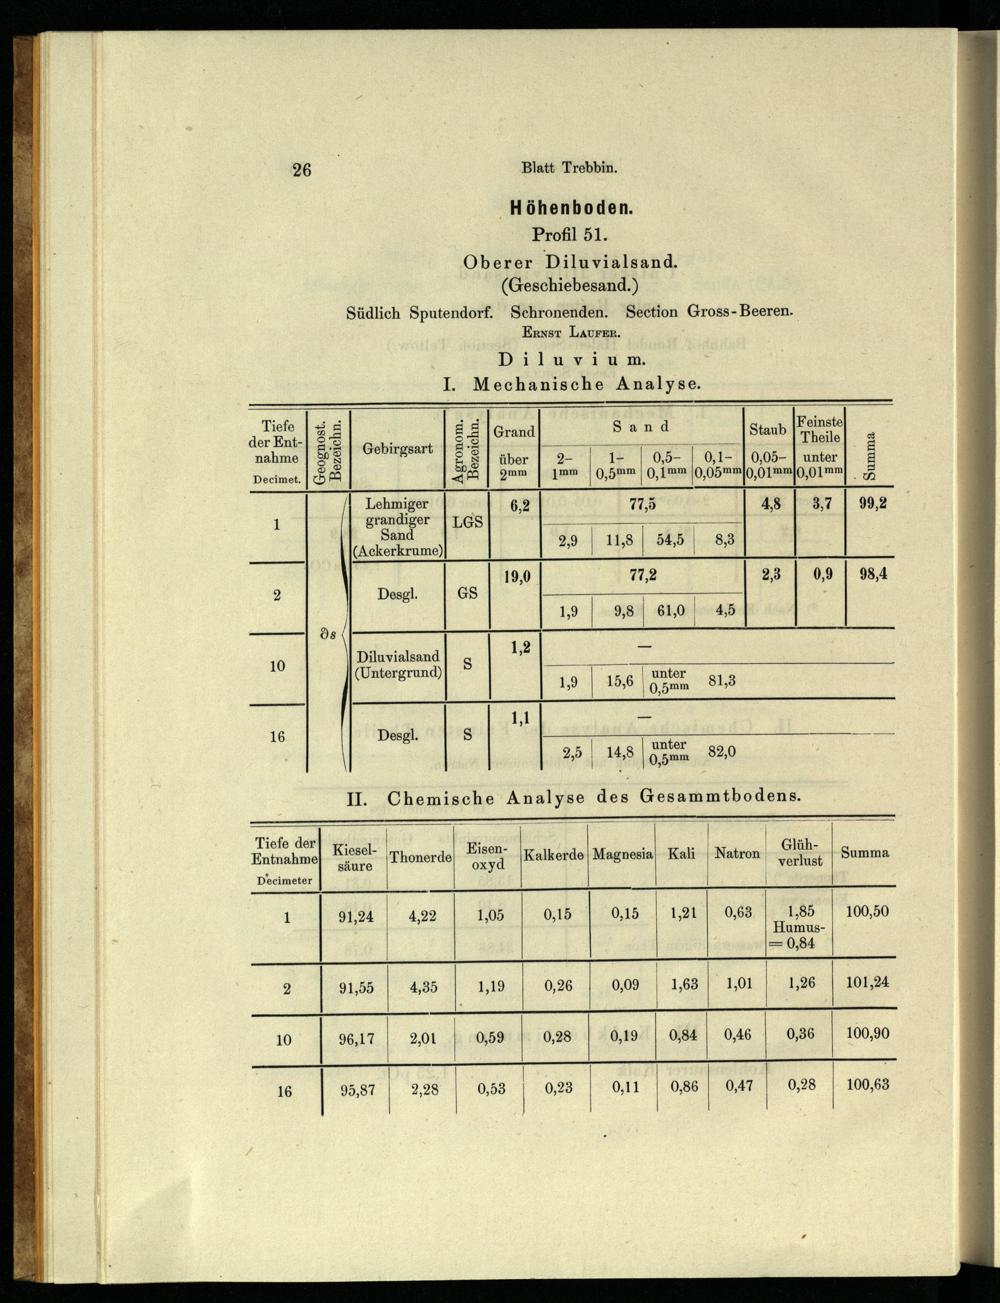 26
Blatt Trebbin.
Höhenboden.
Profil 51.
Oberer Diluvialsand.
(Geschiebesand.)
Südlich Sputendorf. Schronenden. Section Gross-Beeren.
Ernst Laufer.
Diluvium.
I. Mechanische Analyse.
Tiefe der Entnahme Decimet. | Geognost. Bezeichn. | Gebirgsart | Agronom. Bezeichn. | Grand über 2mm | Sand 2-1mm | 1-0,5mm | 0,5-0,1mm | 0,1-0,05mm | Staub 0,05-0,01mm | Feinste Theile unter 0,01mm | Summa
1 | ∂s | Lehmiger grandiger Sand (Ackerkrume) | LGS | 6,2 | 77,5 | 4,8 | 3,7 | 99,2
2,9 | 11,8 | 54,5 | 8,3
2 | Desgl. | GS | 19,0 | 77,2 | 2,3 | 0,9 | 98,4
1,9 | 9,8 | 61,0 | 4,5
10 | Diluvialsand (Untergrund) | S | 1,2 | —
1,9 | 15,6 | unter 0,5mm 81,3
16 | Desgl. | S | 1,1 | —
2,5 | 14,8 | unter 0,5mm 82,0
II. Chemische Analyse des Gesammtbodens.
Tiefe der Entnahme Decimeter | Kieselsäure | Thonerde | Eisenoxyd | Kalkerde | Magnesia | Kali | Natron | Glühverlust | Summa
1 | 91,24 | 4,22 | 1,05 | 0,15 | 0,15 | 1,21 | 0,63 | 1,85 Humus- = 0,84 | 100,50
2 | 91,55 | 4,35 | 1,19 | 0,26 | 0,09 | 1,63 | 1,01 | 1,26 | 101,24
10 | 96,17 | 2,01 | 0,59 | 0,28 | 0,19 | 0,84 | 0,46 | 0,36 | 100,90
16 | 95,87 | 2,28 | 0,53 | 0,23 | 0,11 | 0,86 | 0,47 | 0,28 | 100,63